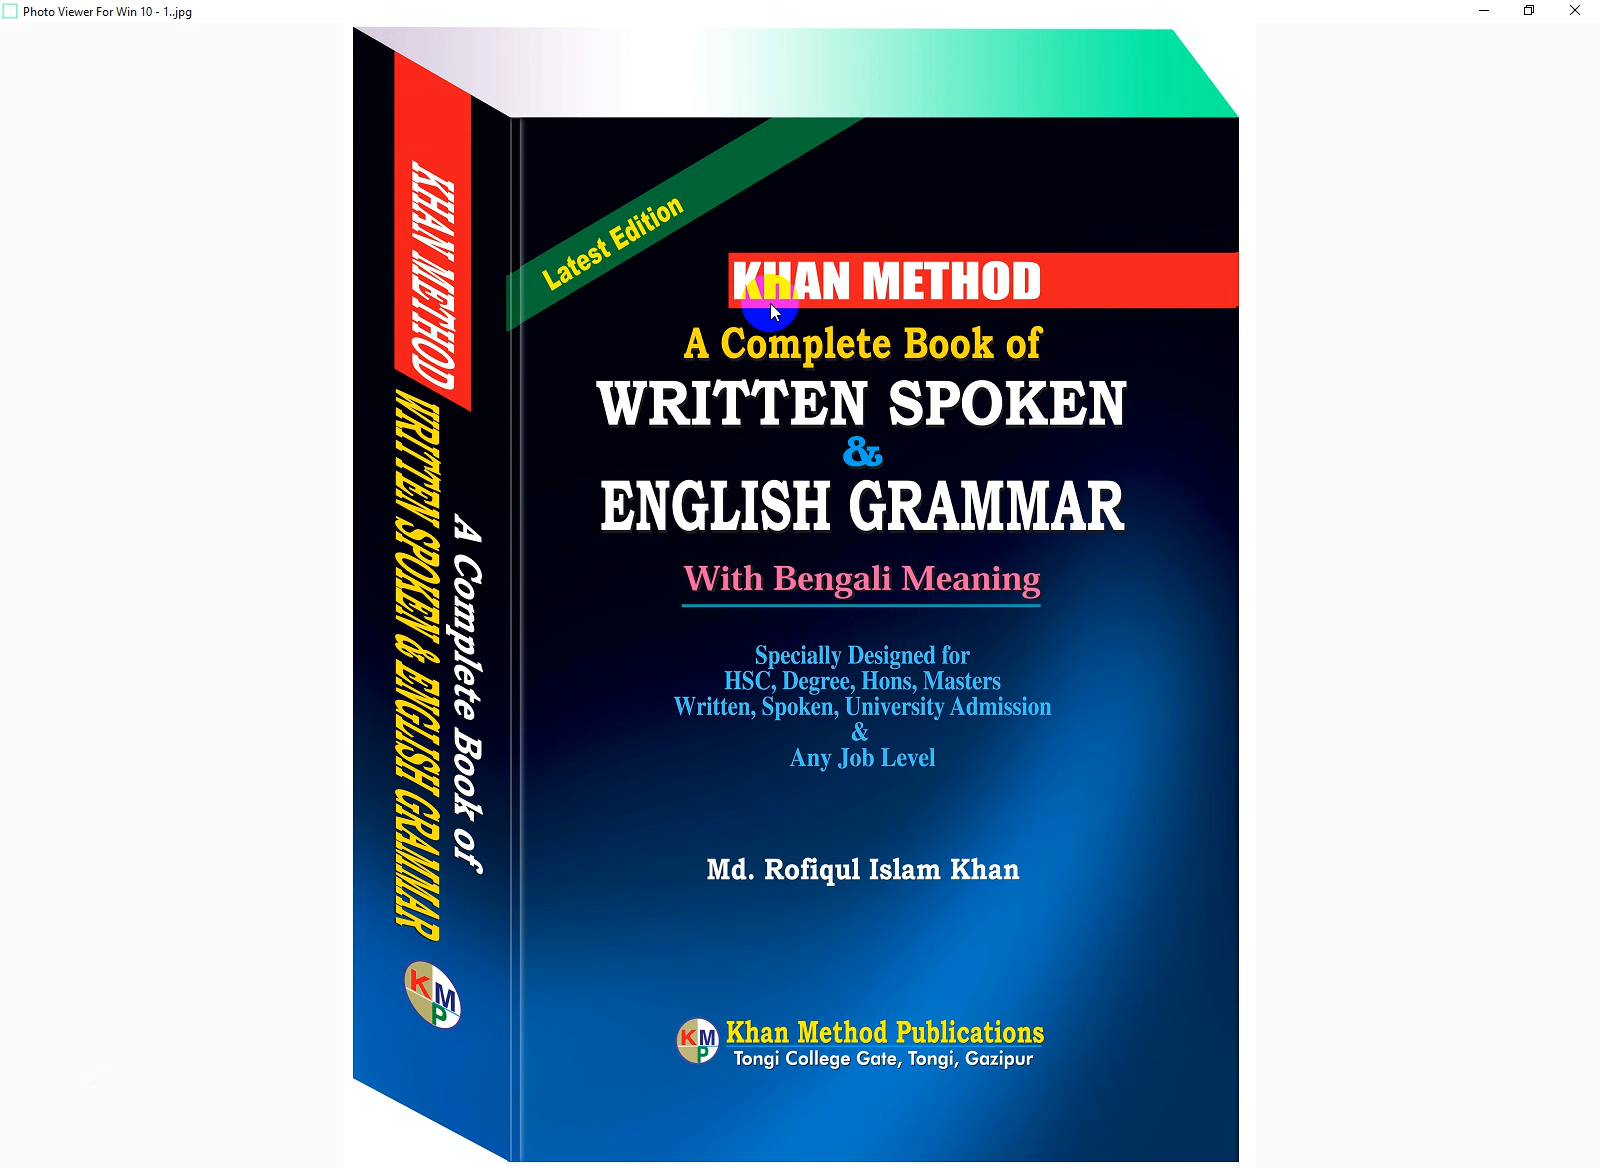 Photo Viewer For Win 10 - 1..jpg
Latest Edition
KHAN METHOD
A Complete Book of
WRITTEN SPOKEN
&
ENGLISH GRAMMAR
With Bengali Meaning
Specially Designed for
HSC, Degree, Hons, Masters
Written, Spoken, University Admission
&
Any Job Level
Md. Rofiqul Islam Khan
KMP
Khan Method Publications
Tongi College Gate, Tongi, Gazipur
KHAN METHOD
A Complete Book of
WRITTEN SPOKEN & ENGLISH GRAMMAR
KMP